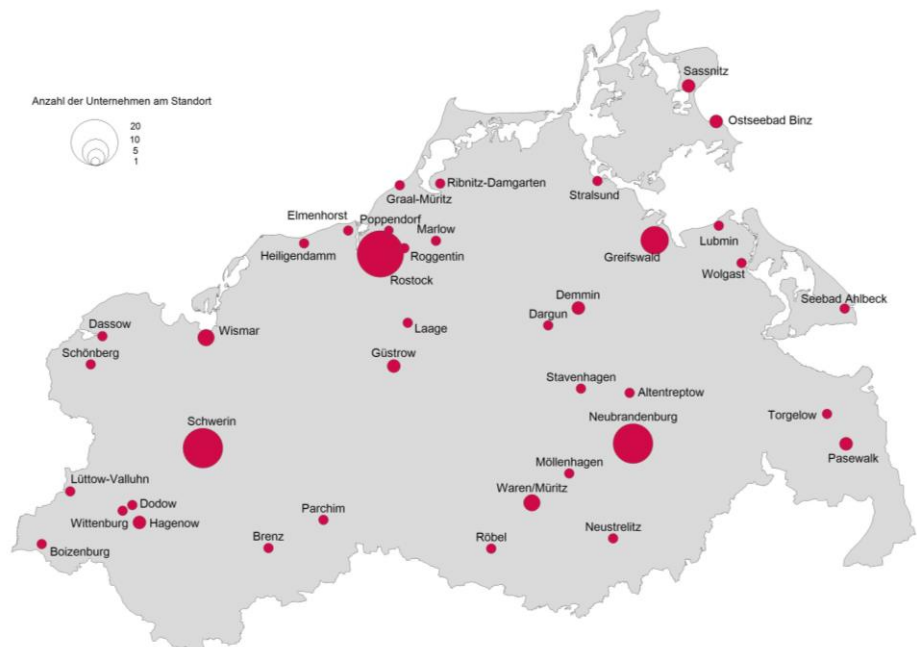 Sassnitz
Anzahl der Unternehmen am Standort
20
10
5
1
Ostseebad Binz
Ribnitz-Damgarten
Stralsund
Graal-Müritz
Elmenhorst
Poppendorf
Marlow
Lubmin
Heiligendamm
Roggentin
Greifswald
Wolgast
Rostock
Demmin
Seebad Ahlbeck
Dargun
Dassow
Wismar
Laage
Schönberg
Güstrow
Stavenhagen
Altentreptow
Schwerin
Neubrandenburg
Torgelow
Pasewalk
Möllenhagen
Lüttow-Valluhn
Waren/Müritz
Dodow
Parchim
Wittenburg
Hagenow
Neustrelitz
Brenz
Röbel
Boizenburg